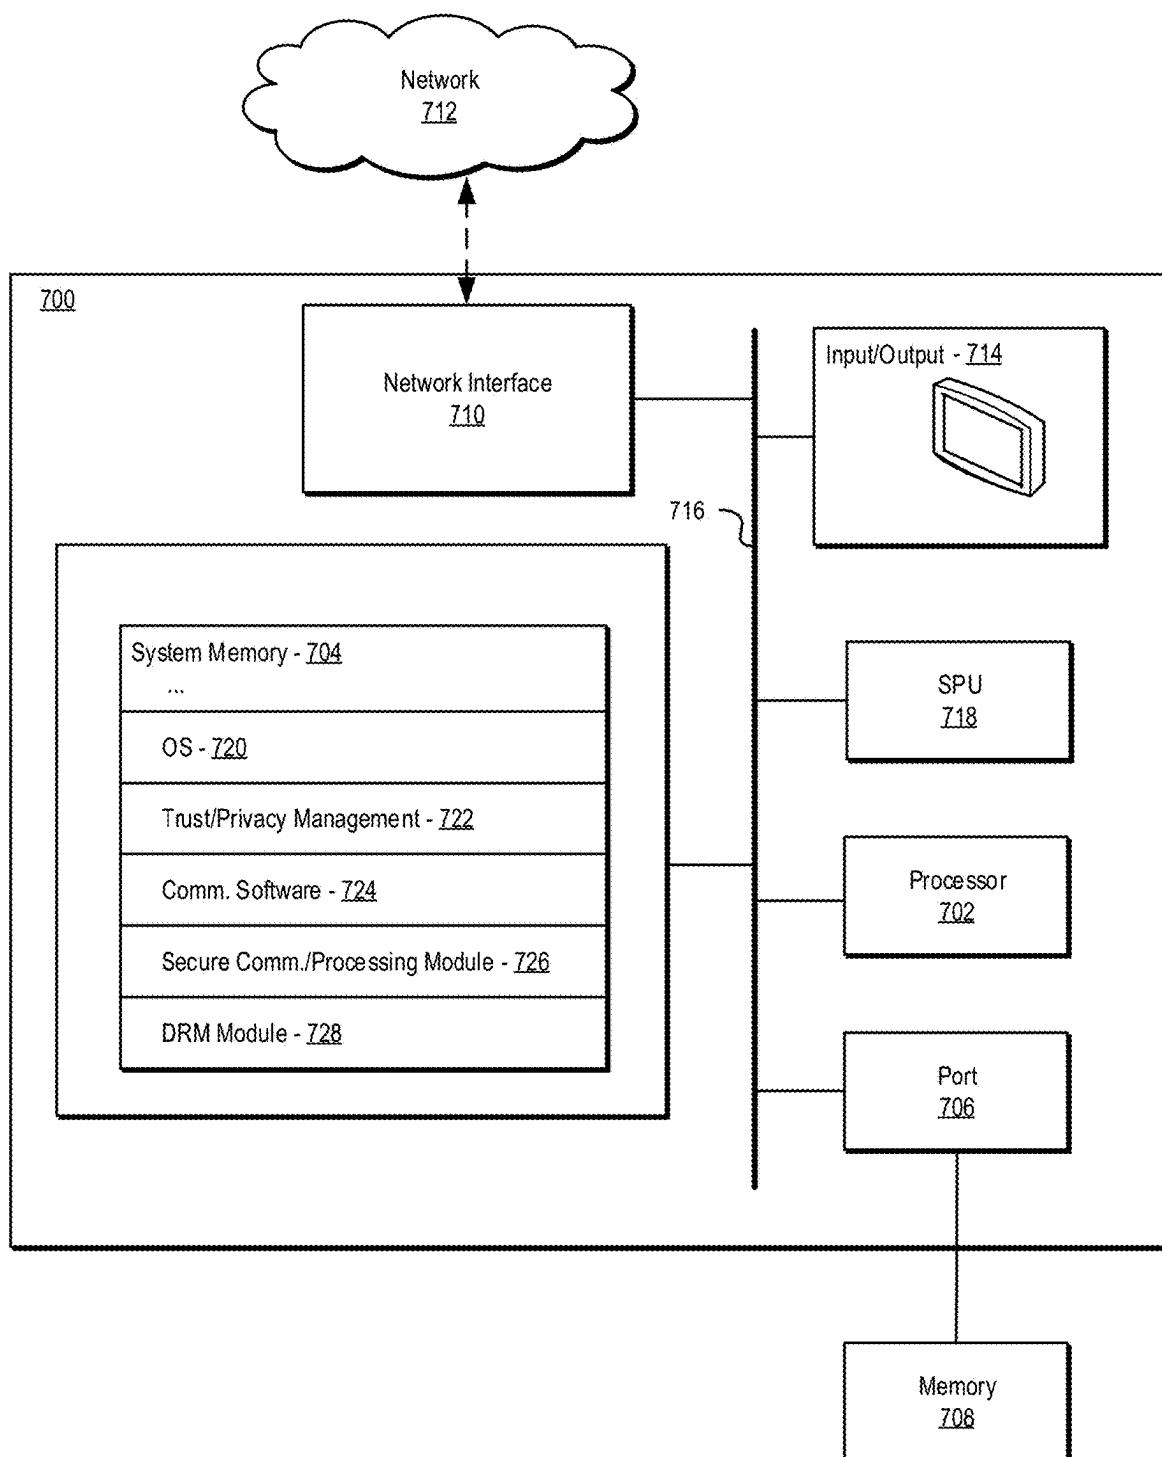 Network
712
700
Network Interface
710
Input/Output - 714
716
System Memory - 704
...
OS - 720
Trust/Privacy Management - 722
Comm. Software - 724
Secure Comm./Processing Module - 726
DRM Module - 728
SPU
718
Processor
702
Port
706
Memory
708